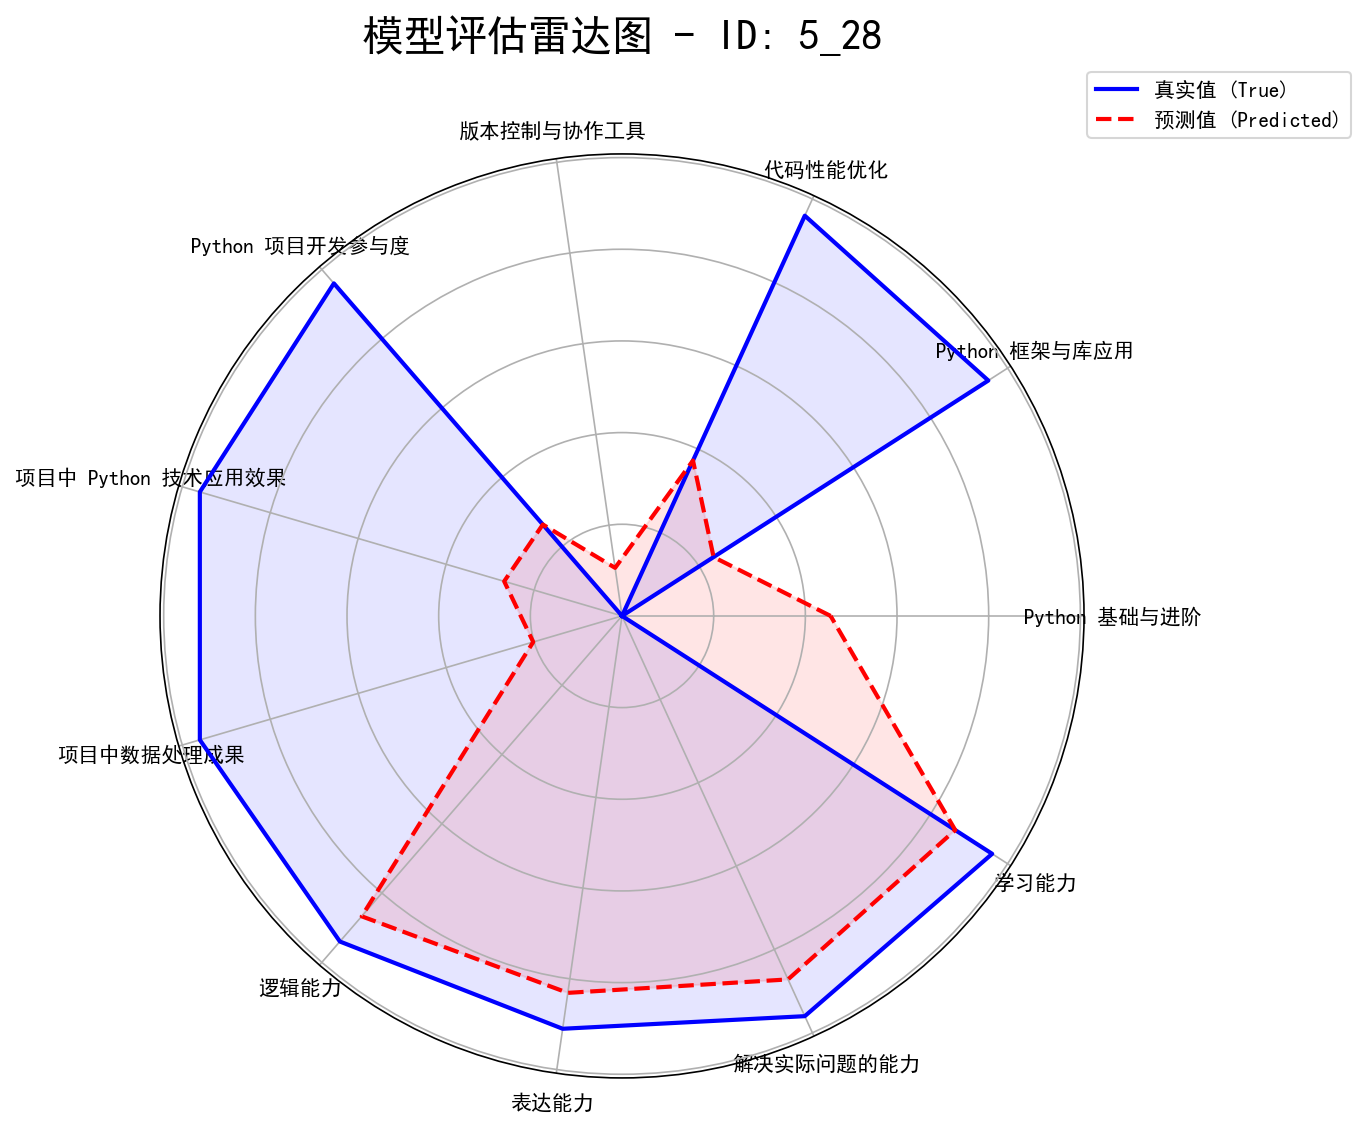 模型评估雷达图 - ID: 5_28
真实值 (True)
预测值 (Predicted)
版本控制与协作工具
代码性能优化
Python 项目开发参与度
Python 框架与库应用
项目中 Python 技术应用效果
Python 基础与进阶
项目中数据处理成果
学习能力
逻辑能力
解决实际问题的能力
表达能力